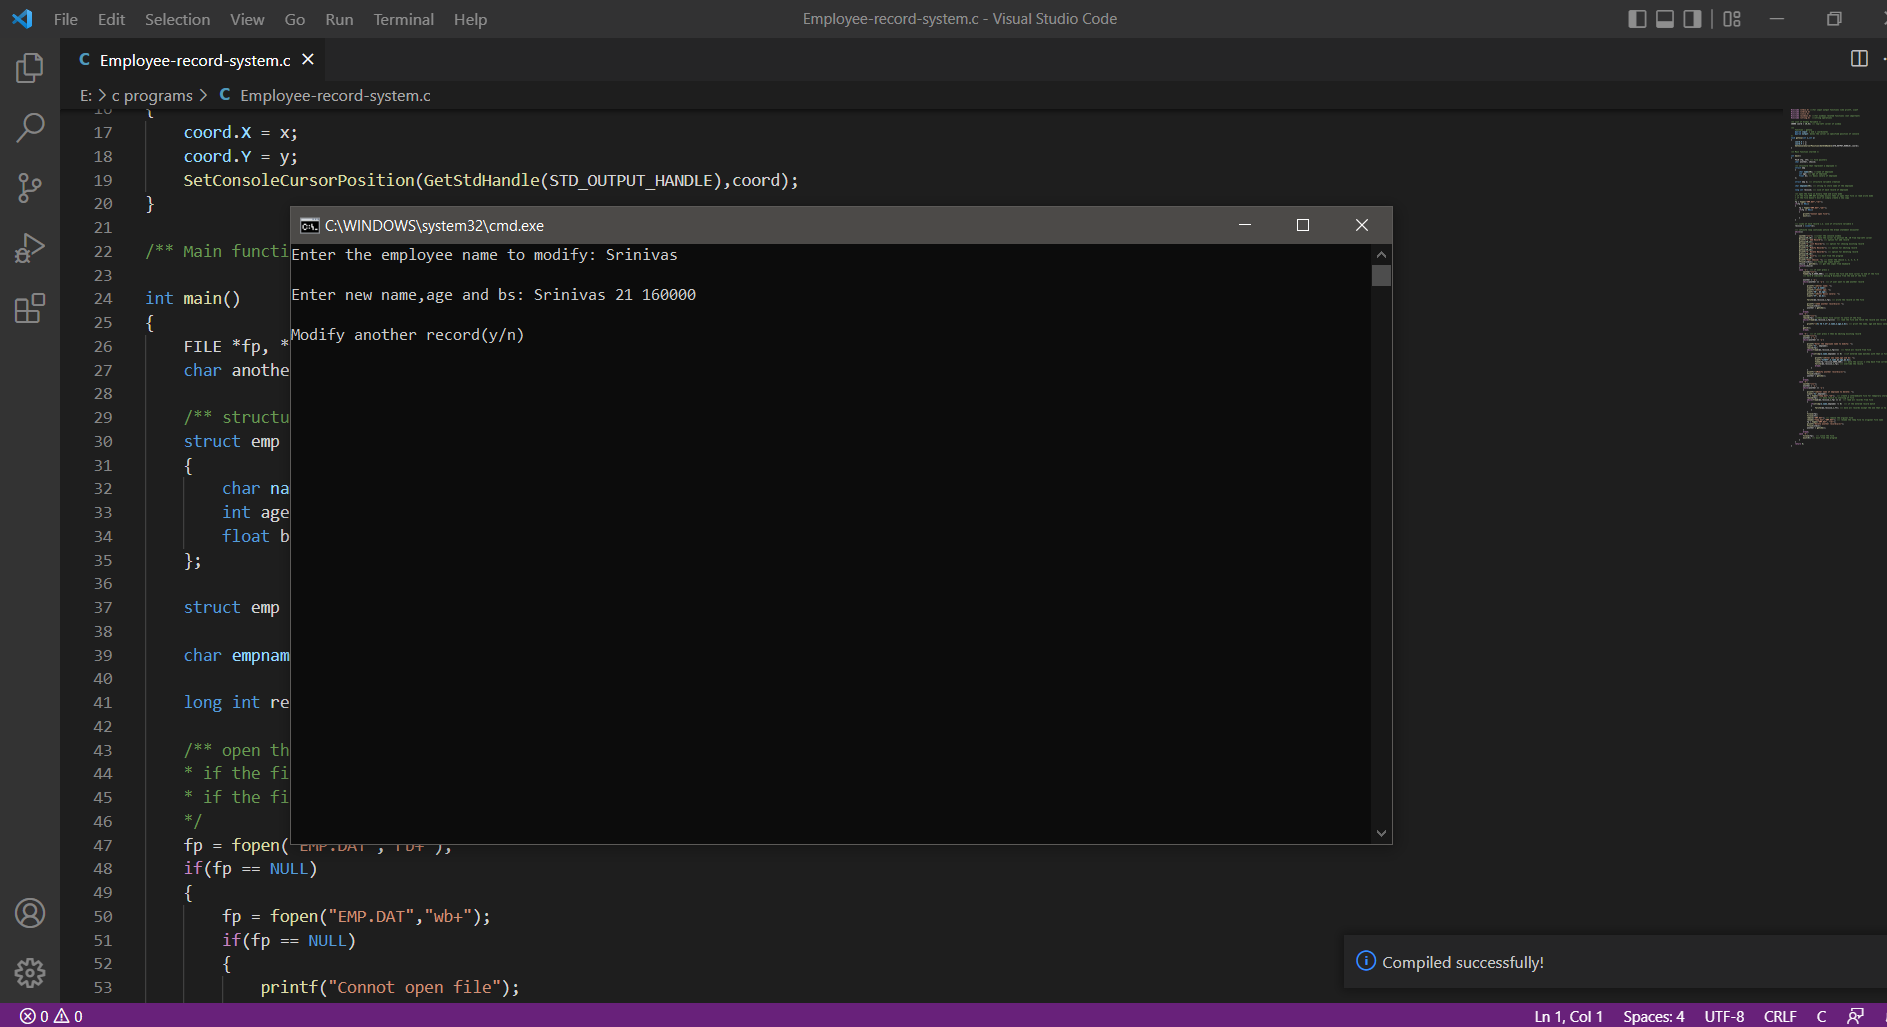 File Edit Selection View Go Run Terminal Help
Employee-record-system.c - Visual Studio Code
C Employee-record-system.c
E: > c programs > C Employee-record-system.c
16 {
17 coord.X = x;
18 coord.Y = y;
19 SetConsoleCursorPosition(GetStdHandle(STD_OUTPUT_HANDLE),coord);
20 }
21
22 /** Main functi
23
24 int main()
25 {
26 FILE *fp, *
27 char anothe
28
29 /** structu
30 struct emp
31 {
32 char na
33 int age
34 float b
35 };
36
37 struct emp
38
39 char empnam
40
41 long int re
42
43 /** open th
44 * if the fi
45 * if the fi
46 */
47 fp = fopen("EMP.DAT","rb+");
48 if(fp == NULL)
49 {
50 fp = fopen("EMP.DAT","wb+");
51 if(fp == NULL)
52 {
53 printf("Connot open file");
C:\WINDOWS\system32\cmd.exe
Enter the employee name to modify: Srinivas
Enter new name,age and bs: Srinivas 21 160000
Modify another record(y/n)
Compiled successfully!
0 0
Ln 1, Col 1 Spaces: 4 UTF-8 CRLF C